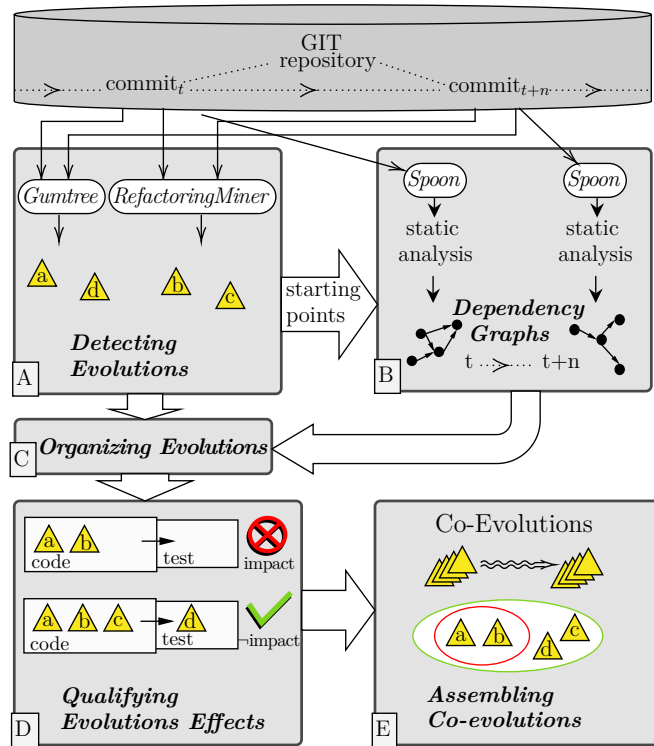 GIT
repository
commit_t
commit_{t+n}
Gumtree
RefactoringMiner
a
d
b
c
Detecting
Evolutions
A
starting
points
Spoon
Spoon
static
analysis
static
analysis
Dependency
Graphs
t t+n
B
C
Organizing Evolutions
a b
code
test
impact
a b c
d
code
test
¬impact
Qualifying
Evolutions Effects
D
Co-Evolutions
a b
d
c
Assembling
Co-evolutions
E